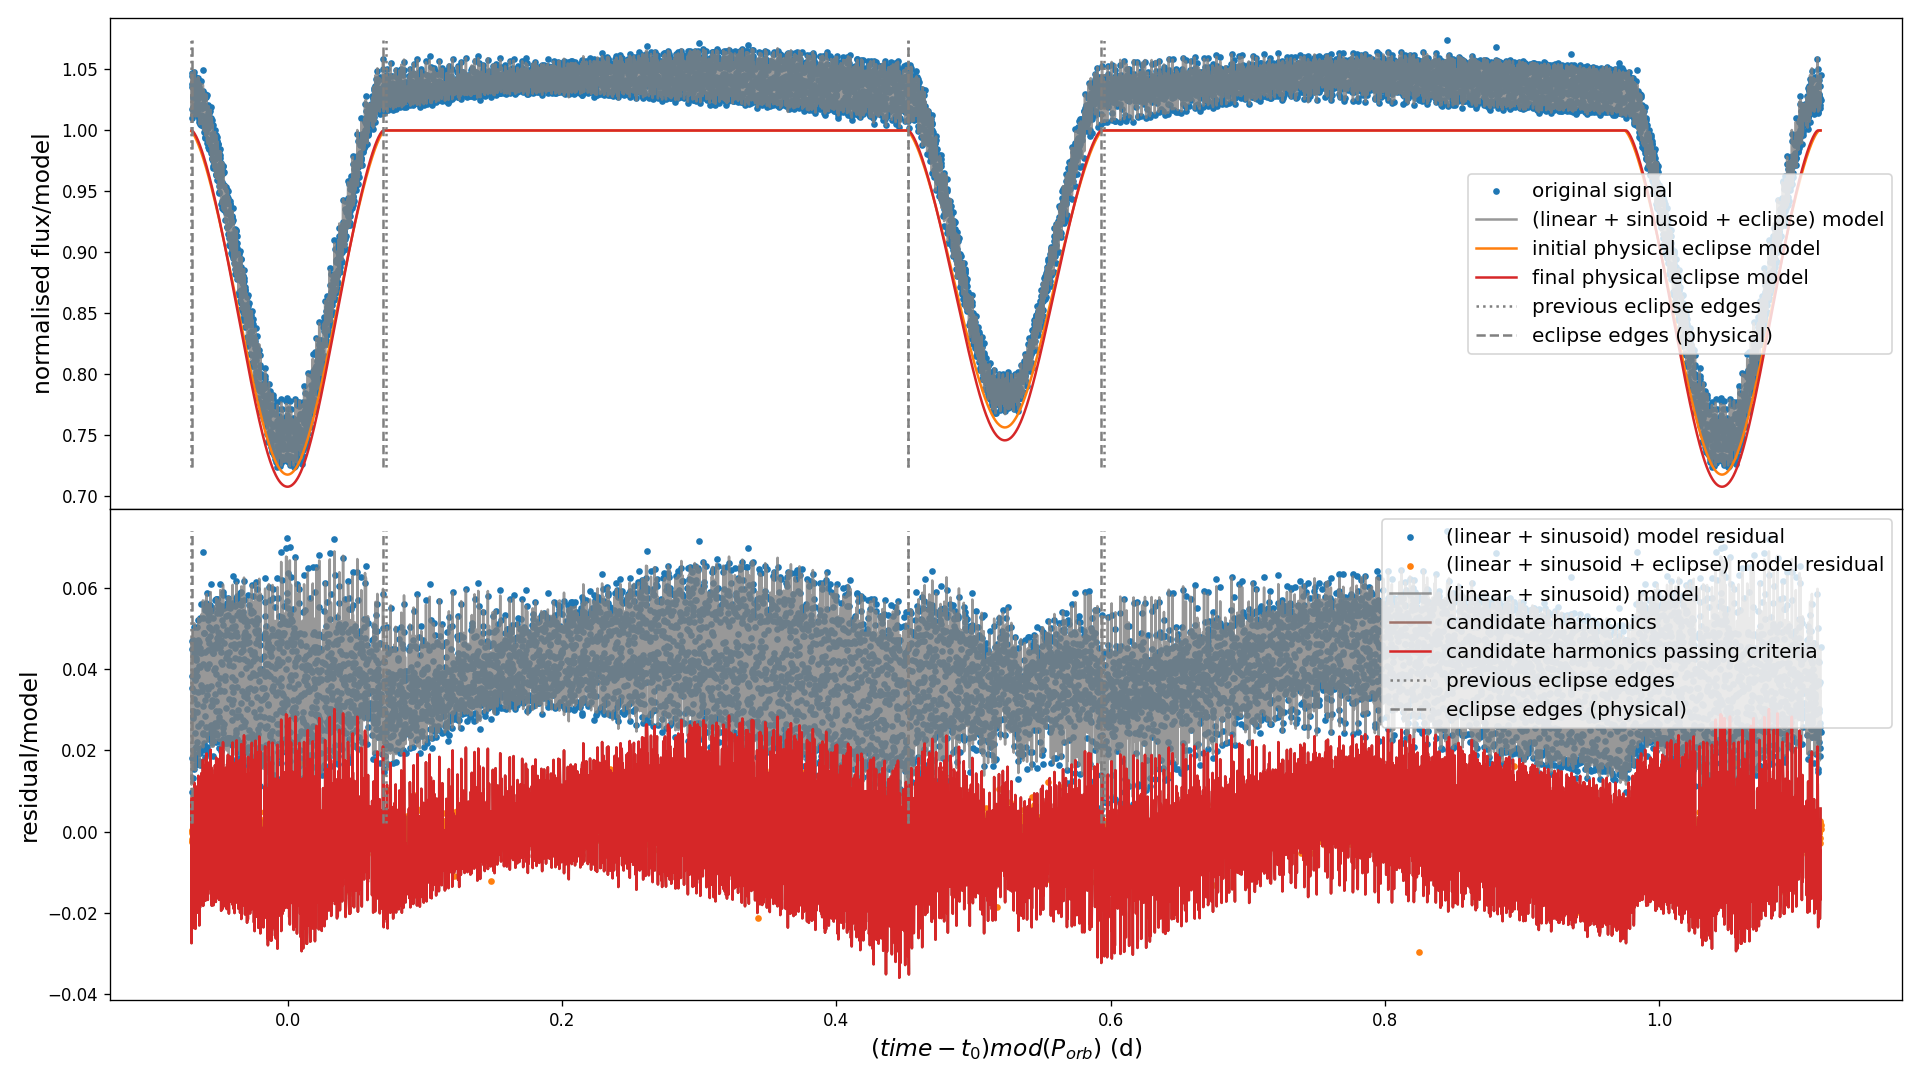 normalised flux/model
1.05
1.00
0.95
0.90
0.85
0.80
0.75
0.70
original signal
(linear + sinusoid + eclipse) model
initial physical eclipse model
final physical eclipse model
previous eclipse edges
eclipse edges (physical)
residual/model
0.06
0.04
0.02
0.00
−0.02
−0.04
(linear + sinusoid) model residual
(linear + sinusoid + eclipse) model residual
(linear + sinusoid) model
candidate harmonics
candidate harmonics passing criteria
previous eclipse edges
eclipse edges (physical)
0.0 0.2 0.4 0.6 0.8 1.0
(time − t₀)mod(P_orb) (d)